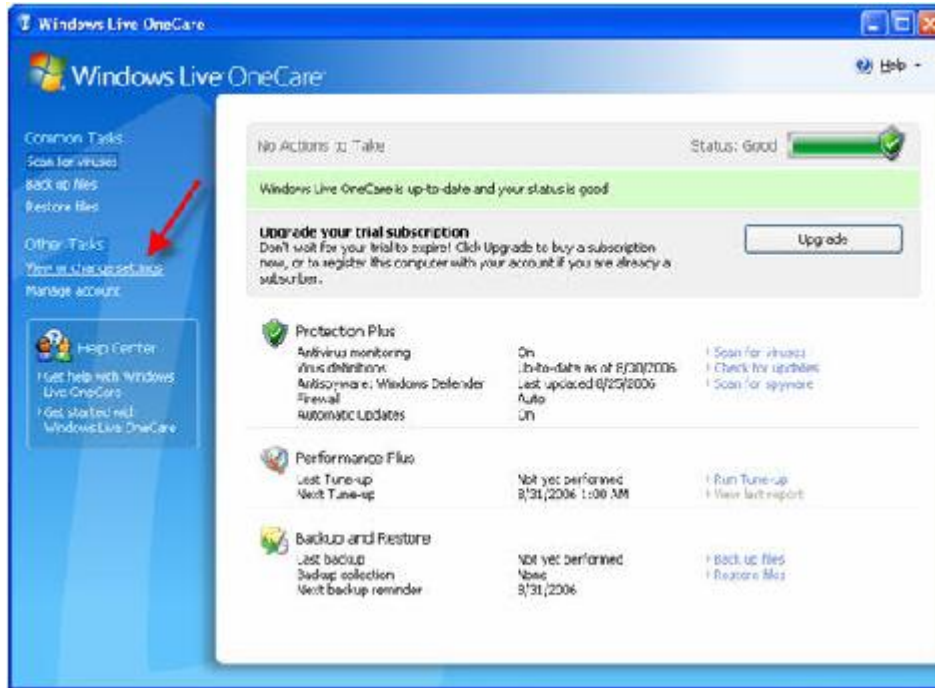 Windows Live OneCare
Windows Live OneCare
Help
Common Tasks
Scan for viruses
Back up files
Restore files
Other Tasks
View or change settings
Manage account
Help Center
Get help with Windows
Live OneCare
Get started with
Windows Live OneCare
No Actions to Take
Status: Good
Windows Live OneCare is up-to-date and your status is good
Upgrade your trial subscription
Don't wait for your trial to expire! Click Upgrade to buy a subscription
now, or to register this computer with your account if you are already a
subscriber.
Upgrade
Protection Plus
Antivirus monitoring On Scan for viruses
Virus definitions Up-to-date as of 8/30/2006 Check for updates
Antispyware: Windows Defender Last updated 8/25/2006 Scan for spyware
Firewall Auto
Automatic Updates On
Performance Plus
Last Tune-up Not yet performed Run Tune-up
Next Tune-up 8/31/2006 1:00 AM View last report
Backup and Restore
Last backup Not yet performed Back up files
Backup collection None Restore files
Next backup reminder 8/31/2006